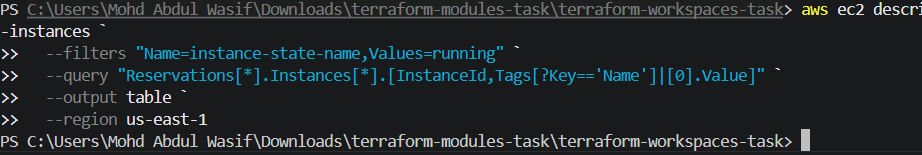 PS C:\Users\Mohd Abdul Wasif\Downloads\terraform-modules-task\terraform-workspaces-task> aws ec2 descri
-instances `
>>   --filters "Name=instance-state-name,Values=running" `
>>   --query "Reservations[*].Instances[*].[InstanceId,Tags[?Key=='Name']|[0].Value]" `
>>   --output table `
>>   --region us-east-1
PS C:\Users\Mohd Abdul Wasif\Downloads\terraform-modules-task\terraform-workspaces-task>